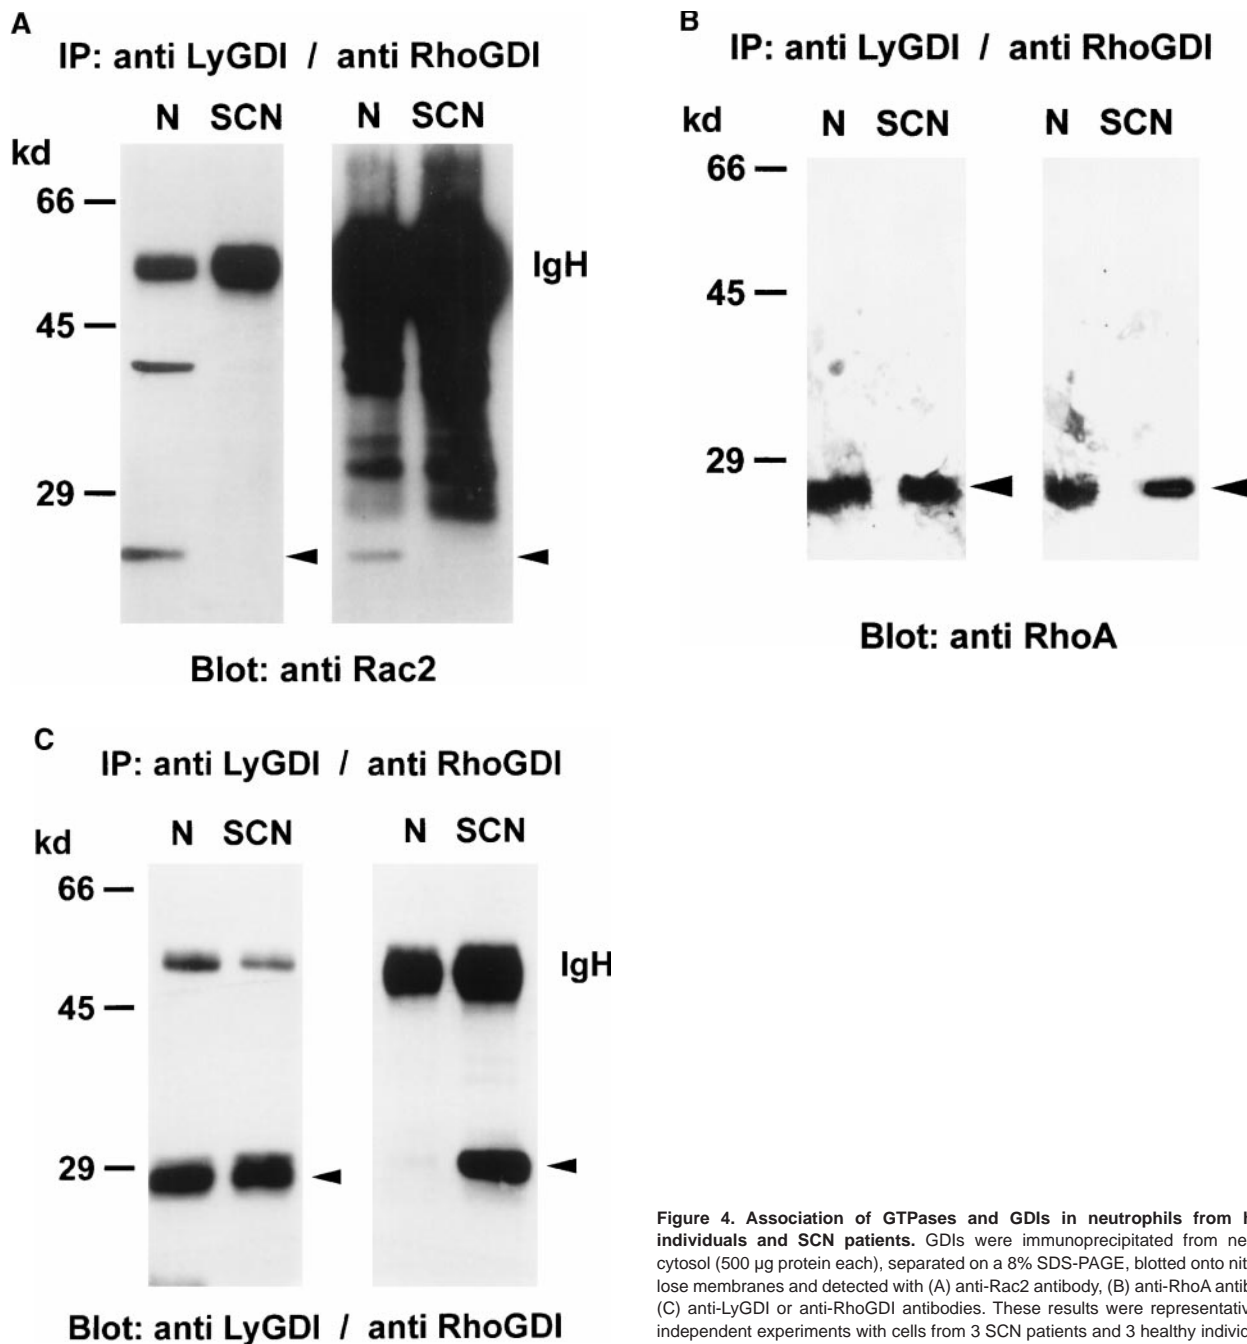 A
IP: anti LyGDI / anti RhoGDI
N SCN N SCN
kd
66
IgH
45
29
Blot: anti Rac2
B
IP: anti LyGDI / anti RhoGDI
kd
N SCN N SCN
66
45
29
Blot: anti RhoA
C
IP: anti LyGDI / anti RhoGDI
kd
N SCN N SCN
66
IgH
45
29
Blot: anti LyGDI / anti RhoGDI
Figure 4. Association of GTPases and GDIs in neutrophils from
individuals and SCN patients. GDIs were immunoprecipitated from
cytosol (500 µg protein each), separated on a 8% SDS-PAGE, blotted onto
lose membranes and detected with (A) anti-Rac2 antibody, (B) anti-RhoA
(C) anti-LyGDI or anti-RhoGDI antibodies. These results were
independent experiments with cells from 3 SCN patients and 3 healthy